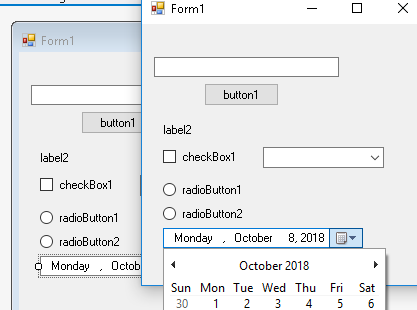 Form1
button1
label2
checkBox1
radioButton1
radioButton2
Monday , Octob
Form1
button1
label2
checkBox1
radioButton1
radioButton2
Monday , October 8, 2018
October 2018
Sun Mon Tue Wed Thu Fri Sat
30 1 2 3 4 5 6